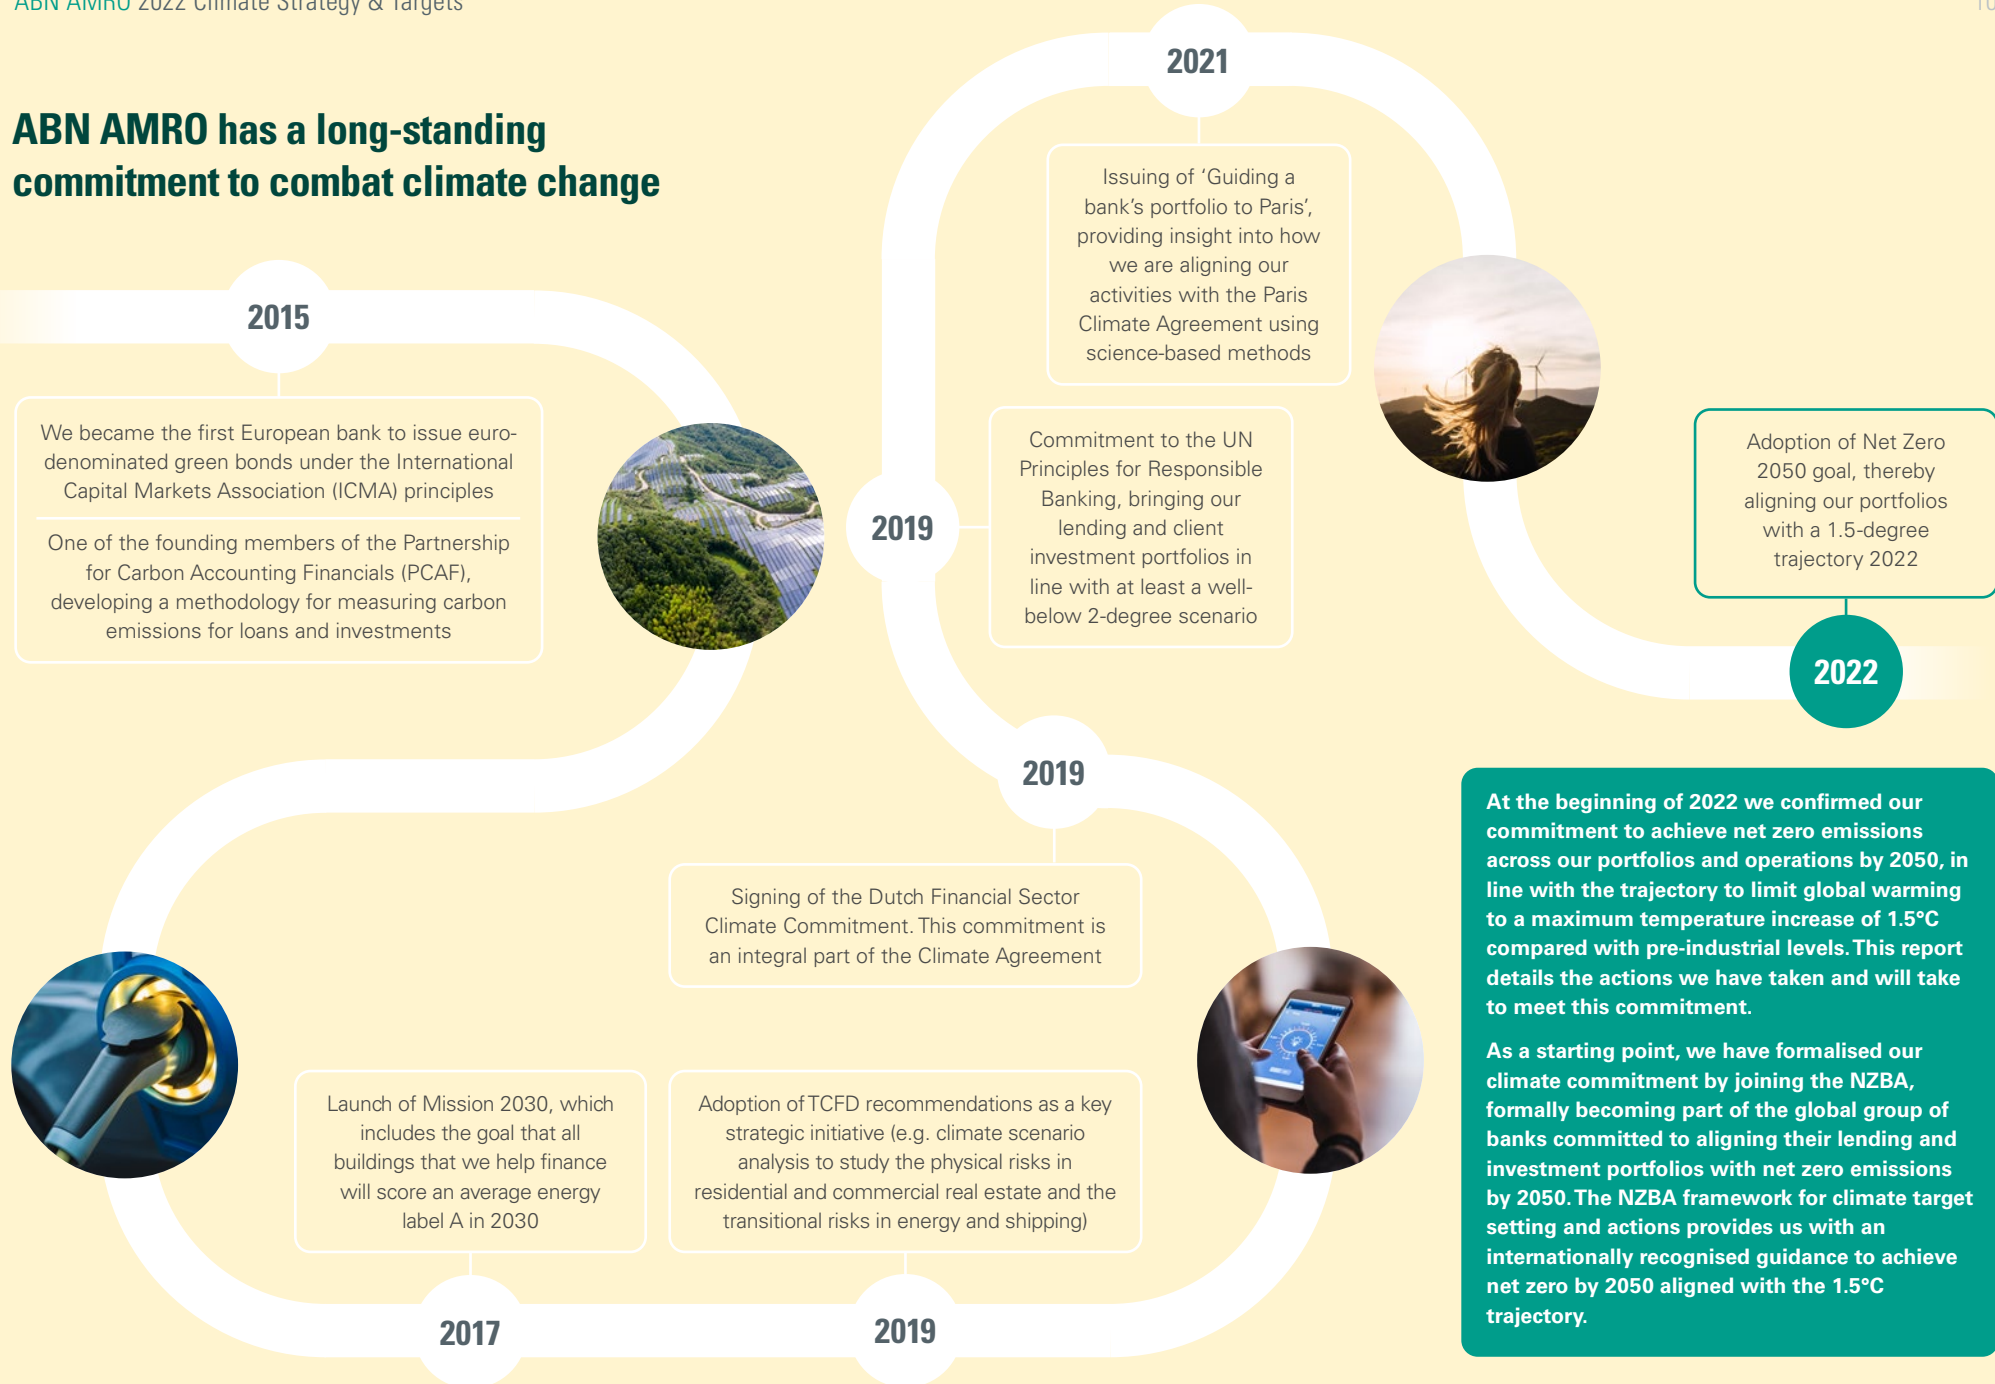 ABN AMRO 2022 Climate Strategy & Targets
10
ABN AMRO has a long-standing
commitment to combat climate change
2015
We became the first European bank to issue euro-
denominated green bonds under the International
Capital Markets Association (ICMA) principles
One of the founding members of the Partnership
for Carbon Accounting Financials (PCAF),
developing a methodology for measuring carbon
emissions for loans and investments
Launch of Mission 2030, which
includes the goal that all
buildings that we help finance
will score an average energy
label A in 2030
2017
Adoption of TCFD recommendations as a key
strategic initiative (e.g. climate scenario
analysis to study the physical risks in
residential and commercial real estate and the
transitional risks in energy and shipping)
2019
2019
Signing of the Dutch Financial Sector
Climate Commitment. This commitment is
an integral part of the Climate Agreement
2019
Commitment to the UN
Principles for Responsible
Banking, bringing our
lending and client
investment portfolios in
line with at least a well-
below 2-degree scenario
2021
Issuing of ‘Guiding a
bank’s portfolio to Paris’,
providing insight into how
we are aligning our
activities with the Paris
Climate Agreement using
science-based methods
Adoption of Net Zero
2050 goal, thereby
aligning our portfolios
with a 1.5-degree
trajectory 2022
2022
At the beginning of 2022 we confirmed our
commitment to achieve net zero emissions
across our portfolios and operations by 2050, in
line with the trajectory to limit global warming
to a maximum temperature increase of 1.5°C
compared with pre-industrial levels. This report
details the actions we have taken and will take
to meet this commitment.
As a starting point, we have formalised our
climate commitment by joining the NZBA,
formally becoming part of the global group of
banks committed to aligning their lending and
investment portfolios with net zero emissions
by 2050. The NZBA framework for climate target
setting and actions provides us with an
internationally recognised guidance to achieve
net zero by 2050 aligned with the 1.5°C
trajectory.